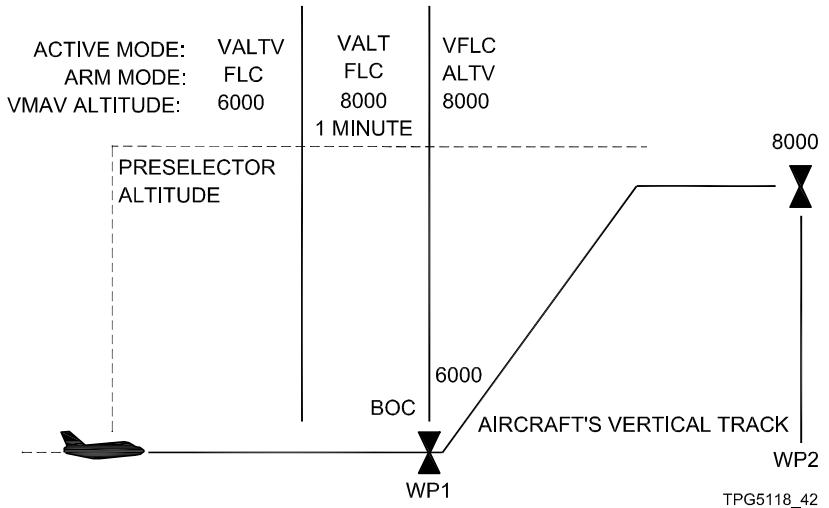 ACTIVE MODE: VALTV VALT VFLC
ARM MODE: FLC FLC ALTV
VMAV ALTITUDE: 6000 8000 8000
1 MINUTE
8000
PRESELECTOR
ALTITUDE
6000
BOC
AIRCRAFT'S VERTICAL TRACK
WP2
WP1
TPG5118_42